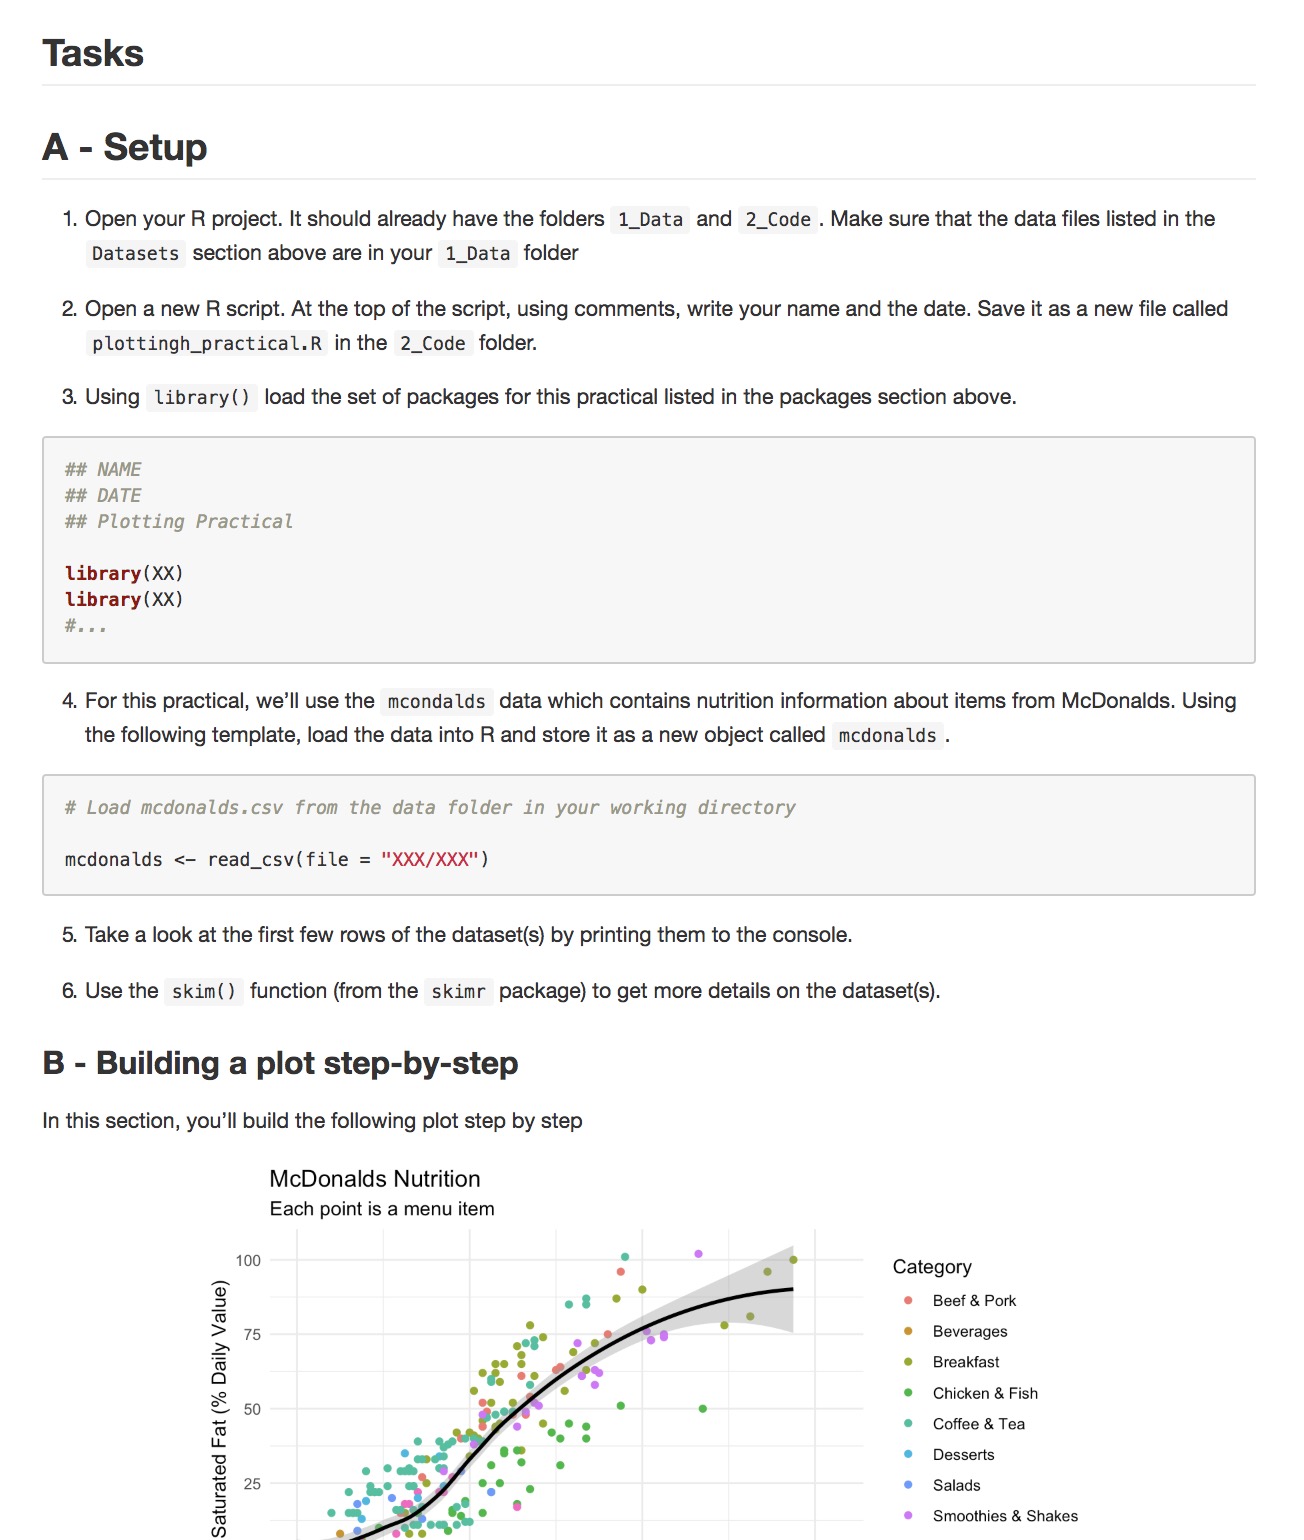 Tasks
A - Setup
1. Open your R project. It should already have the folders 1_Data and 2_Code . Make sure that the data files listed in the
Datasets section above are in your 1_Data folder
2. Open a new R script. At the top of the script, using comments, write your name and the date. Save it as a new file called
plottingh_practical.R in the 2_Code folder.
3. Using library() load the set of packages for this practical listed in the packages section above.
## NAME
## DATE
## Plotting Practical
library(XX)
library(XX)
#...
4. For this practical, we’ll use the mcondalds data which contains nutrition information about items from McDonalds. Using
the following template, load the data into R and store it as a new object called mcdonalds .
# Load mcdonalds.csv from the data folder in your working directory
mcdonalds <- read_csv(file = "XXX/XXX")
5. Take a look at the first few rows of the dataset(s) by printing them to the console.
6. Use the skim() function (from the skimr package) to get more details on the dataset(s).
B - Building a plot step-by-step
In this section, you’ll build the following plot step by step
McDonalds Nutrition
Each point is a menu item
Saturated Fat (% Daily Value)
100
75
50
25
Category
Beef & Pork
Beverages
Breakfast
Chicken & Fish
Coffee & Tea
Desserts
Salads
Smoothies & Shakes